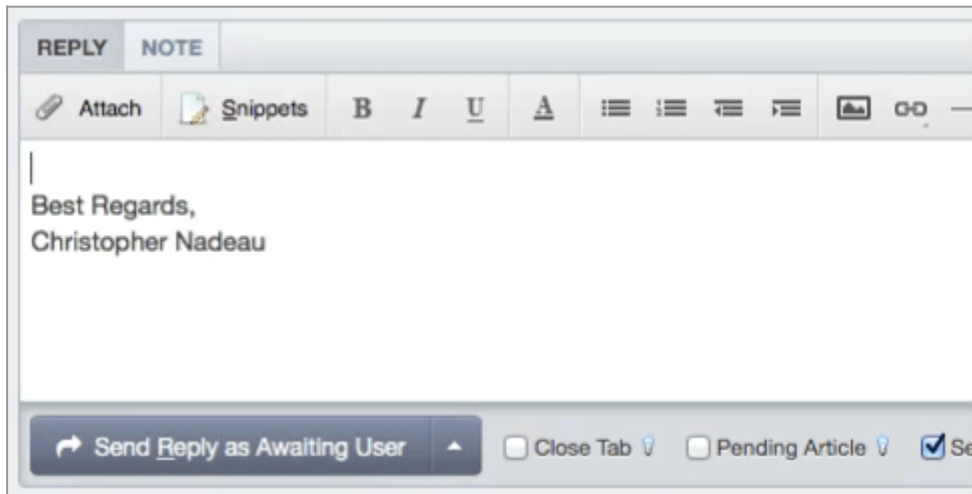 REPLY NOTE
Attach Snippets B I U A
Best Regards,
Christopher Nadeau
Send Reply as Awaiting User Close Tab Pending Article